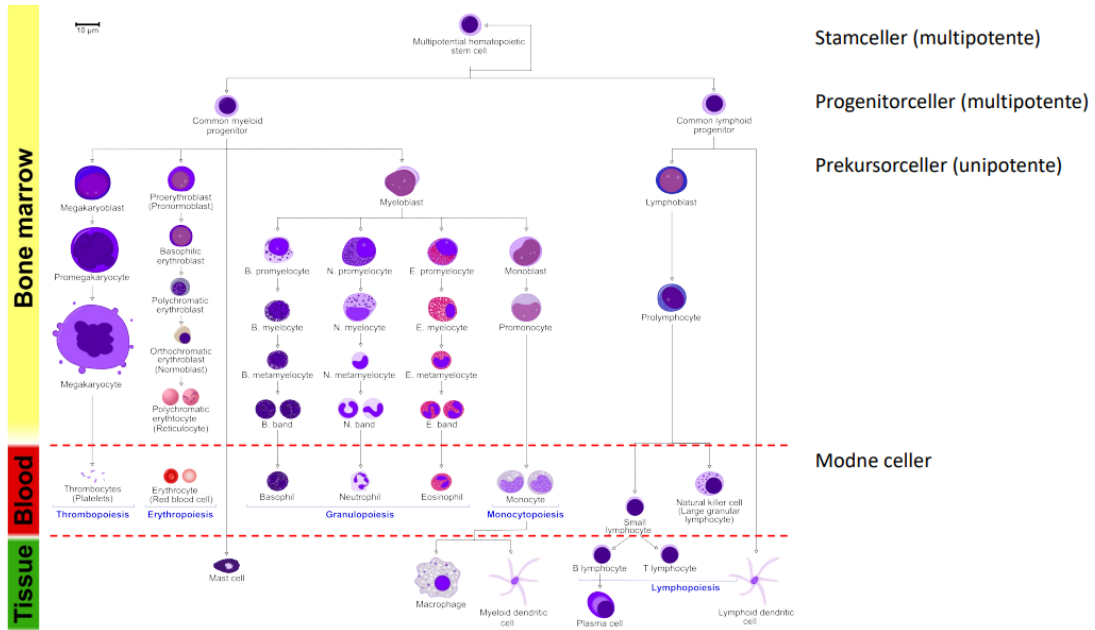 10 µm
Multipotential hematopoietic
stem cell
Stamceller (multipotente)
Common myeloid
progenitor
Common lymphoid
progenitor
Progenitorceller (multipotente)
Prekursorceller (unipotente)
Bone marrow
Megakaryoblast
Proerythroblast
(Pronormoblast)
Myeloblast
Lymphoblast
Promegakaryocyte
Basophilic
erythroblast
B. promyelocyte
N. promyelocyte
E. promyelocyte
Monoblast
Polychromatic
erythroblast
B. myelocyte
N. myelocyte
E. myelocyte
Promonocyte
Prolymphocyte
Orthochromatic
erythroblast
(Normoblast)
Megakaryocyte
B. metamyelocyte
N. metamyelocyte
E. metamyelocyte
Polychromatic
erythtocyte
(Reticulocyte)
B. band
N. band
E. band
Blood
Modne celler
Thrombocytes
(Platelets)
Erythrocyte
(Red blood cell)
Basophil
Neutrophil
Eosinophil
Monocyte
Natural killer cell
(Large granular
lymphocyte)
Small
lymphocyte
Thrombopoiesis
Erythropoiesis
Granulopoiesis
Monocytopoiesis
Tissue
Mast cell
Macrophage
Myeloid dendritic
cell
B lymphocyte
T lymphocyte
Lymphopoiesis
Plasma cell
Lymphoid dendritic
cell